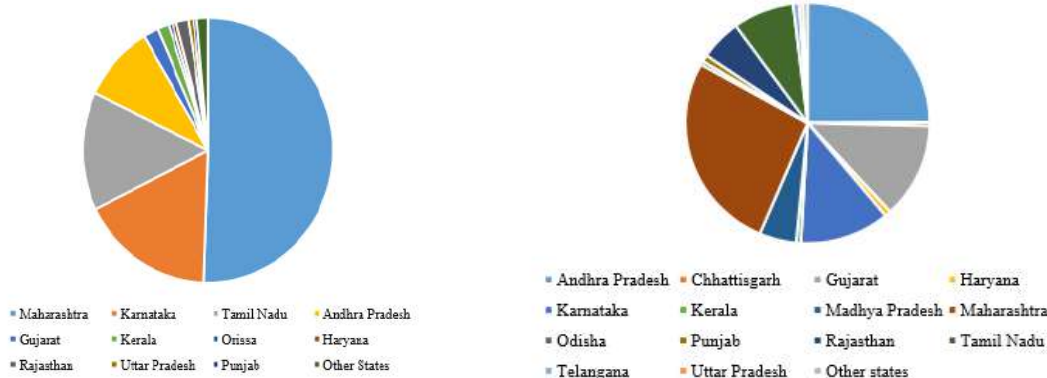 Maharashtra Karnataka Tamil Nadu Andhra Pradesh
Gujarat Kerala Orissa Haryana
Rajasthan Uttar Pradesh Punjab Other States
Andhra Pradesh Chhattisgarh Gujarat Haryana
Karnataka Kerala Madhya Pradesh Maharashtra
Odisha Punjab Rajasthan Tamil Nadu
Telangana Uttar Pradesh Other states